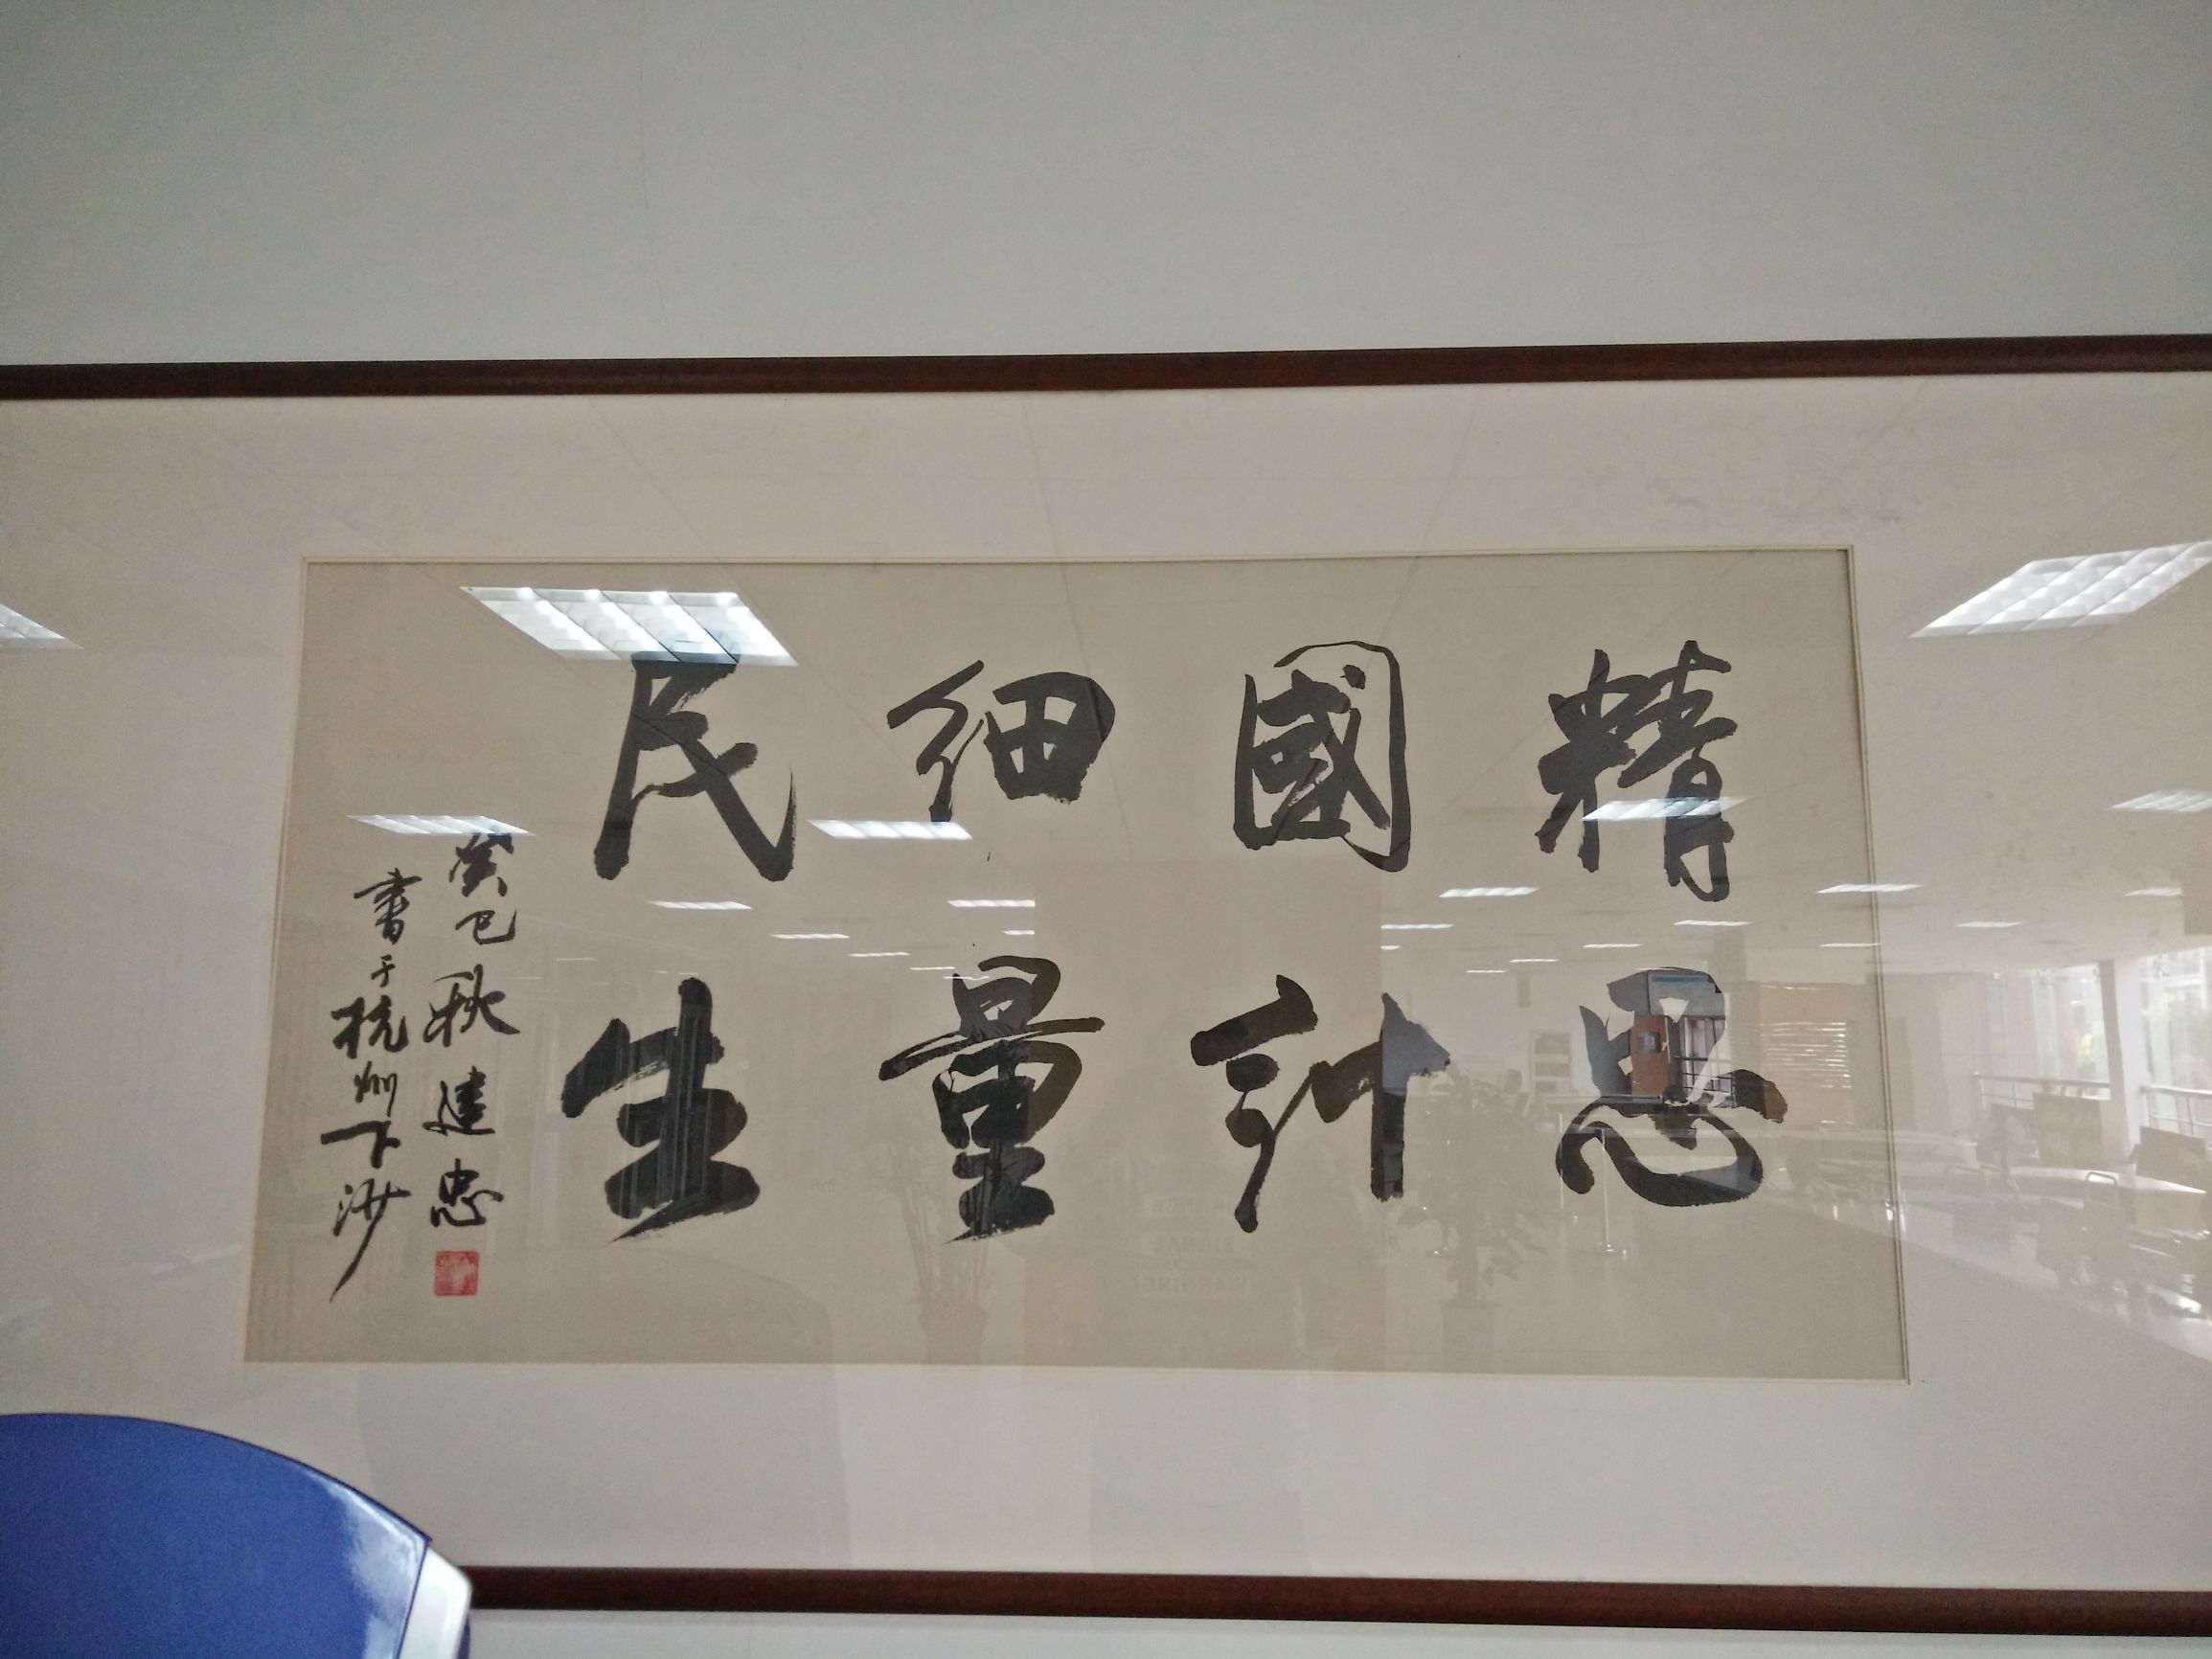 精思
國計
細量
民生
癸巳秋建忠
書于杭州下沙